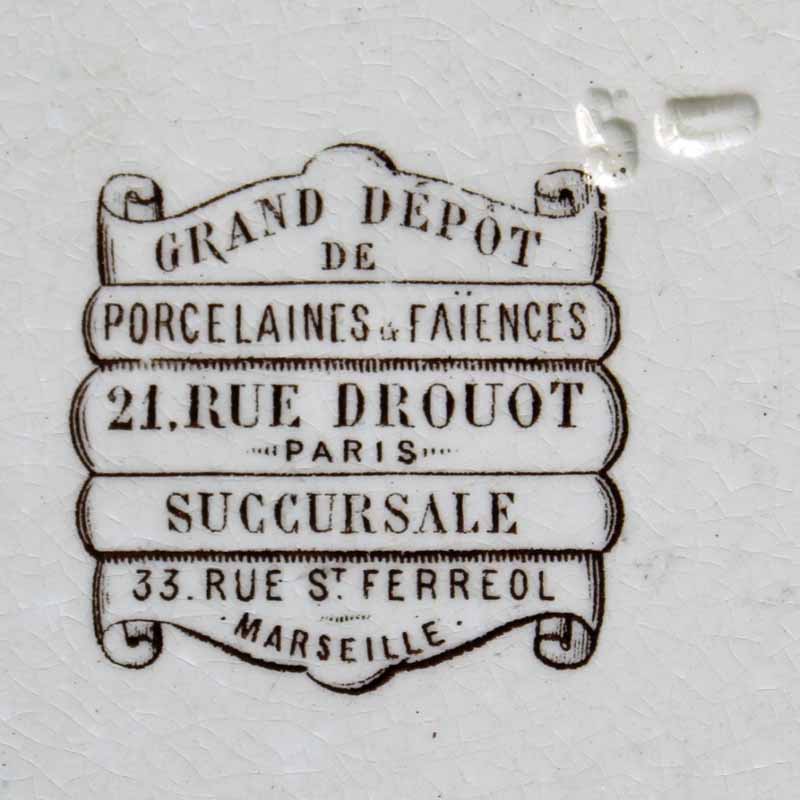 GRAND DÉPÔT
DE
PORCELAINES & FAÏENCES
21, RUE DROUOT
PARIS
SUCCURSALE
33. RUE ST FERREOL
MARSEILLE